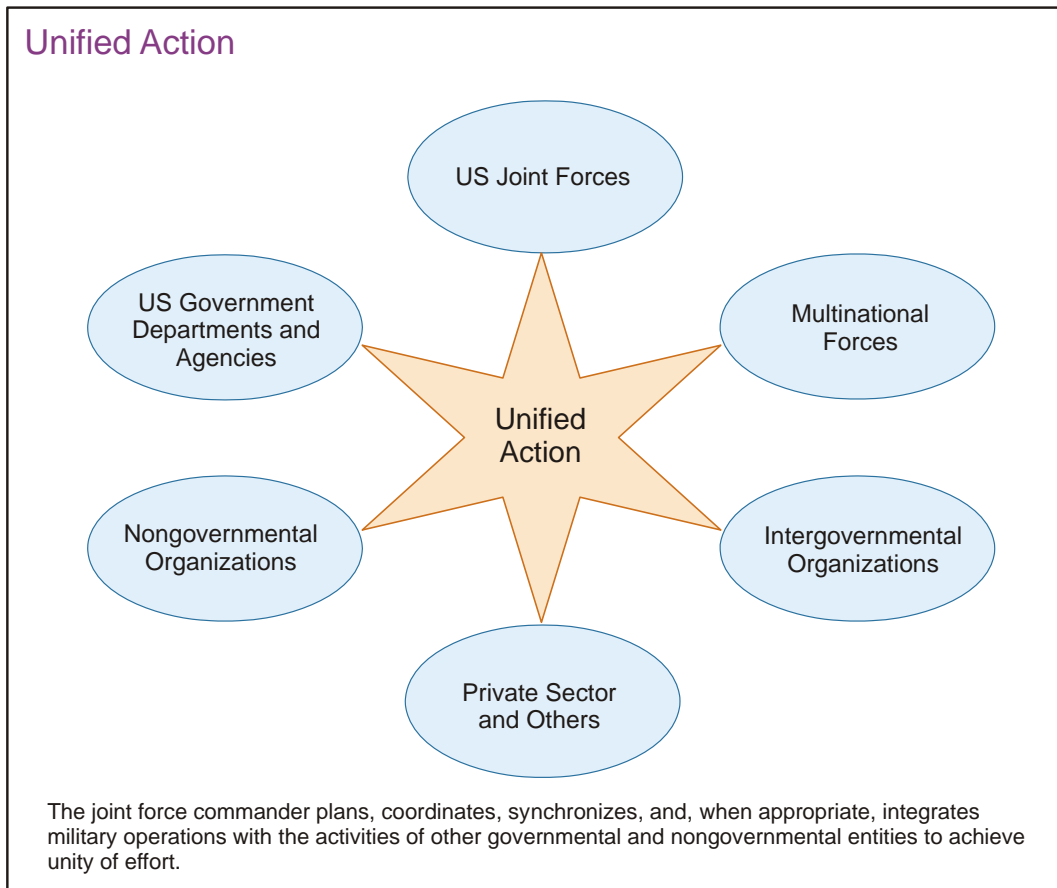 Unified Action
US Joint Forces
US Government
Departments and
Agencies
Multinational
Forces
Unified
Action
Nongovernmental
Organizations
Intergovernmental
Organizations
Private Sector
and Others
The joint force commander plans, coordinates, synchronizes, and, when appropriate, integrates
military operations with the activities of other governmental and nongovernmental entities to achieve
unity of effort.